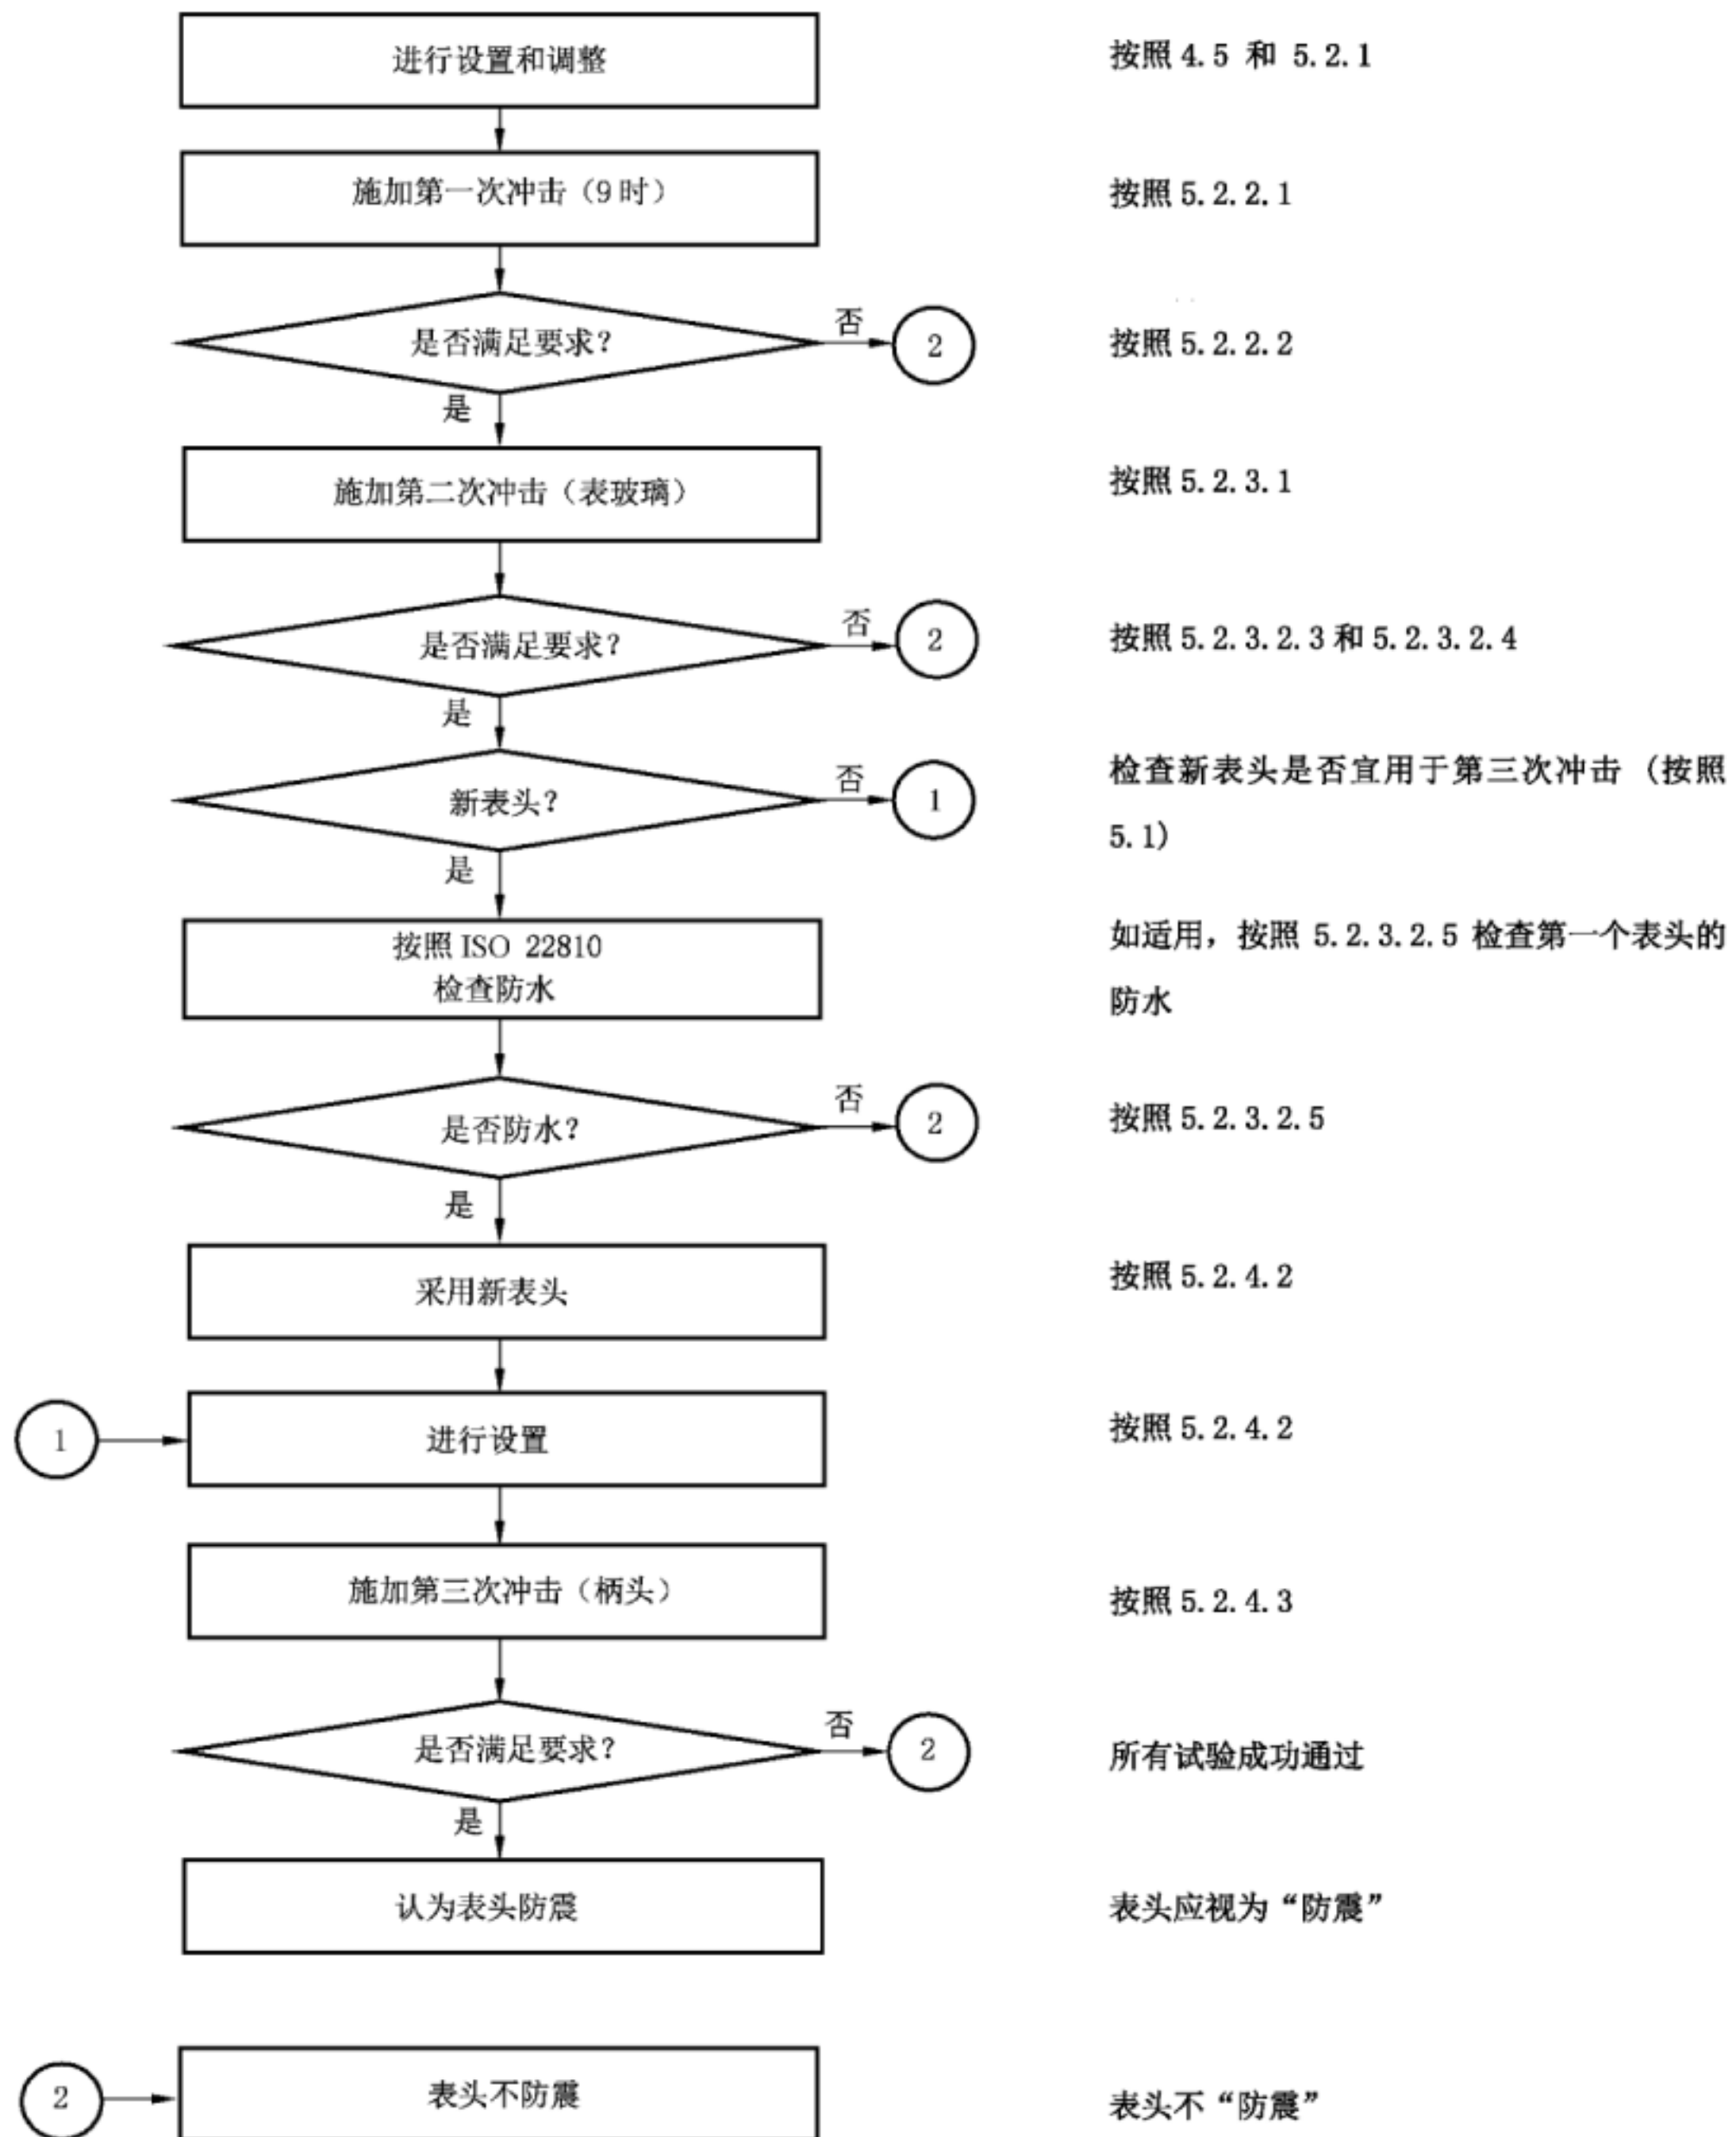 进行设置和调整
按照 4.5 和 5.2.1
施加第一次冲击（9时）
按照 5.2.2.1
是否满足要求？
否
2
按照 5.2.2.2
是
施加第二次冲击（表玻璃）
按照 5.2.3.1
是否满足要求？
否
2
按照 5.2.3.2.3 和 5.2.3.2.4
是
新表头？
否
1
检查新表头是否宜用于第三次冲击 (按照
5.1)
是
按照 ISO 22810
检查防水
如适用，按照 5.2.3.2.5 检查第一个表头的
防水
是否防水？
否
2
按照 5.2.3.2.5
是
采用新表头
按照 5.2.4.2
1
进行设置
按照 5.2.4.2
施加第三次冲击（柄头）
按照 5.2.4.3
是否满足要求？
否
2
所有试验成功通过
是
认为表头防震
表头应视为“防震”
2
表头不防震
表头不“防震”